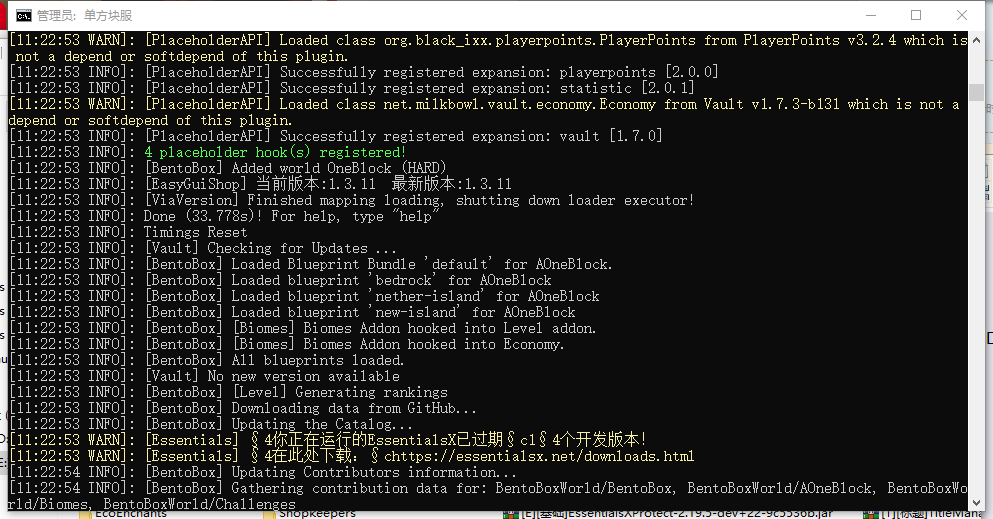 管理员: 单方块服
[11:22:53 WARN]: [PlaceholderAPI] Loaded class org.black_ixx.playerpoints.PlayerPoints from PlayerPoints v3.2.4 which is
 not a depend or softdepend of this plugin.
[11:22:53 INFO]: [PlaceholderAPI] Successfully registered expansion: playerpoints [2.0.0]
[11:22:53 INFO]: [PlaceholderAPI] Successfully registered expansion: statistic [2.0.1]
[11:22:53 WARN]: [PlaceholderAPI] Loaded class net.milkbowl.vault.economy.Economy from Vault v1.7.3-b131 which is not a
depend or softdepend of this plugin.
[11:22:53 INFO]: [PlaceholderAPI] Successfully registered expansion: vault [1.7.0]
[11:22:53 INFO]: 4 placeholder hook(s) registered!
[11:22:53 INFO]: [BentoBox] Added world OneBlock (HARD)
[11:22:53 INFO]: [EasyGuiShop] 当前版本:1.3.11 最新版本:1.3.11
[11:22:53 INFO]: [ViaVersion] Finished mapping loading, shutting down loader executor!
[11:22:53 INFO]: Done (33.778s)! For help, type "help"
[11:22:53 INFO]: Timings Reset
[11:22:53 INFO]: [Vault] Checking for Updates ...
[11:22:53 INFO]: [BentoBox] Loaded Blueprint Bundle 'default' for AOneBlock.
[11:22:53 INFO]: [BentoBox] Loaded blueprint 'bedrock' for AOneBlock
[11:22:53 INFO]: [BentoBox] Loaded blueprint 'nether-island' for AOneBlock
[11:22:53 INFO]: [BentoBox] Loaded blueprint 'new-island' for AOneBlock
[11:22:53 INFO]: [BentoBox] [Biomes] Biomes Addon hooked into Level addon.
[11:22:53 INFO]: [BentoBox] [Biomes] Biomes Addon hooked into Economy.
[11:22:53 INFO]: [BentoBox] All blueprints loaded.
[11:22:53 INFO]: [Vault] No new version available
[11:22:53 INFO]: [BentoBox] [Level] Generating rankings
[11:22:53 INFO]: [BentoBox] Downloading data from GitHub...
[11:22:53 INFO]: [BentoBox] Updating the Catalog...
[11:22:53 WARN]: [Essentials] §4你正在运行的EssentialsX已过期§c1§4个开发版本!
[11:22:53 WARN]: [Essentials] §4在此处下载: §chttps://essentialsx.net/downloads.html
[11:22:54 INFO]: [BentoBox] Updating Contributors information...
[11:22:54 INFO]: [BentoBox] Gathering contribution data for: BentoBoxWorld/BentoBox, BentoBoxWorld/AOneBlock, BentoBoxWo
rld/Biomes, BentoBoxWorld/Challenges
EcoEnchants Shopkeepers